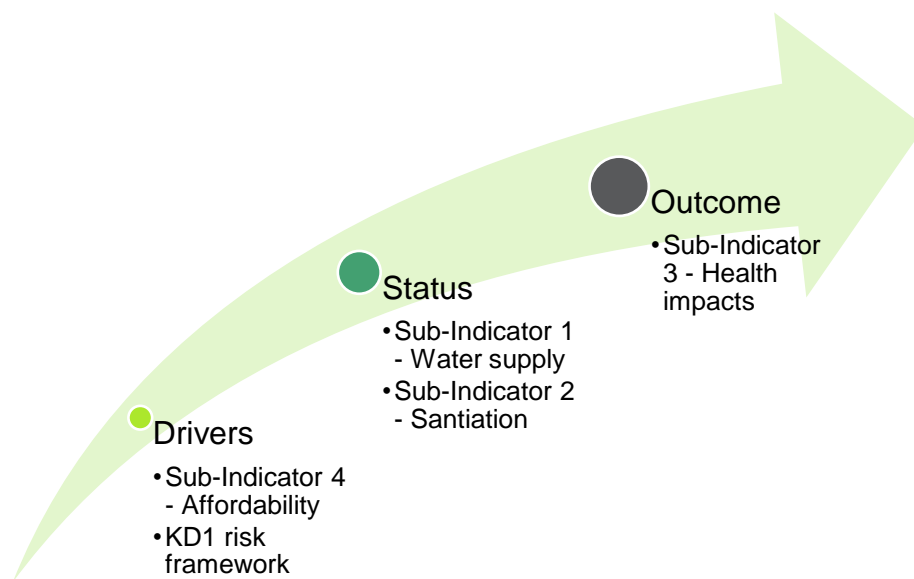 Outcome
•Sub-Indicator
3 - Health
impacts
Status
•Sub-Indicator 1
- Water supply
•Sub-Indicator 2
- Santiation
Drivers
•Sub-Indicator 4
- Affordability
•KD1 risk
framework